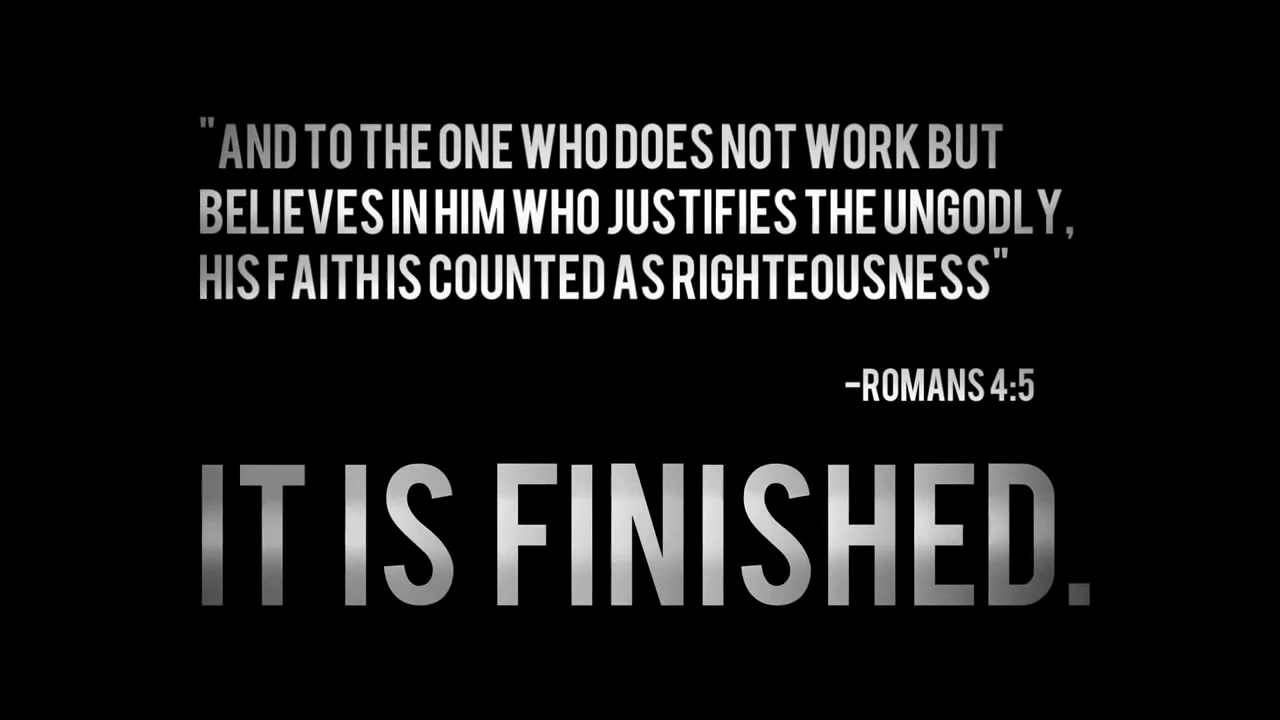 "AND TO THE ONE WHO DOES NOT WORK BUT
BELIEVES IN HIM WHO JUSTIFIES THE UNGODLY,
HIS FAITH IS COUNTED AS RIGHTEOUSNESS"
-ROMANS 4:5
IT IS FINISHED.